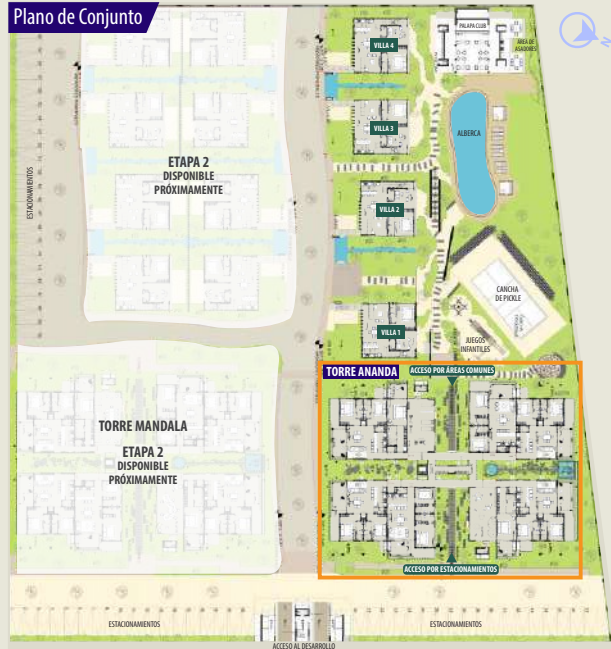 Plano de Conjunto
PALAPA CLUB
ÁREA DE
ASADORES
VILLA 4
VILLA 3
ALBERCA
ETAPA 2
DISPONIBLE
PRÓXIMAMENTE
ESTACIONAMIENTOS
VILLA 2
CANCHA
DE PICKLE
VILLA 1
JUEGOS
INFANTILES
TORRE ANANDA
ACCESO POR ÁREAS COMUNES
TORRE MANDALA
ETAPA 2
DISPONIBLE
PRÓXIMAMENTE
ACCESO POR ESTACIONAMIENTOS
ESTACIONAMIENTOS
ESTACIONAMIENTOS
ACCESO AL DESARROLLO